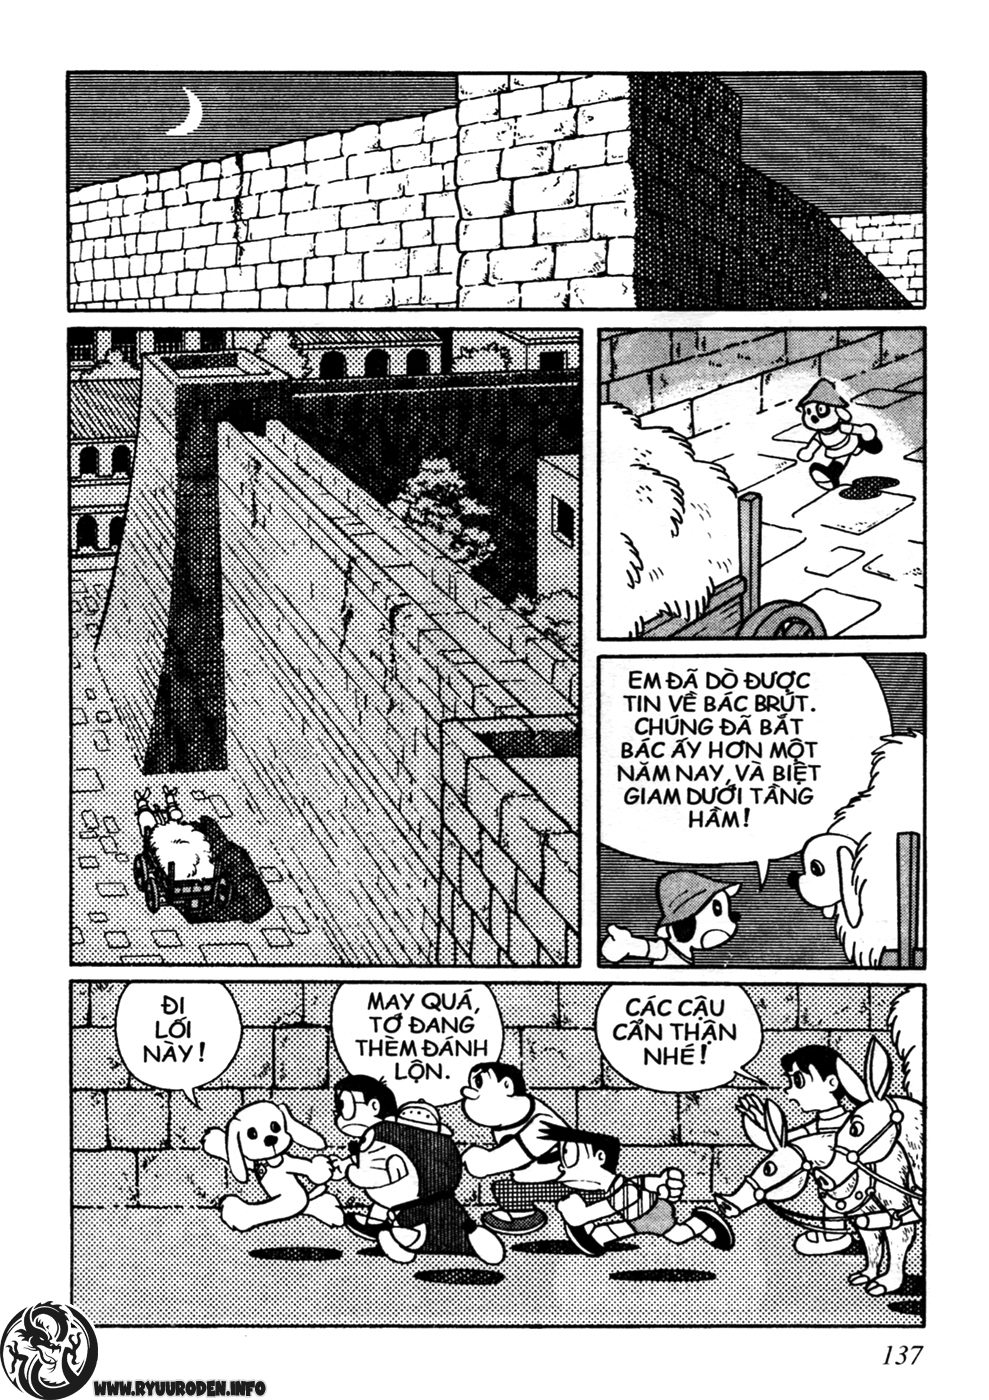 EM ĐÃ DÒ ĐƯỢC
TIN VỀ BÁC BRÚT.
CHÚNG ĐÃ BẮT
BÁC ẤY HƠN MỘT
NĂM NAY, VÀ BIỆT
GIAM DƯỚI TẦNG
HẦM!
ĐI
LỐI
NÀY!
MAY QUÁ,
TỚ ĐANG
THÈM ĐÁNH
LỘN.
CÁC CẬU
CẨN THẬN
NHÉ!
137
WWW.RYUURODEN.INFO